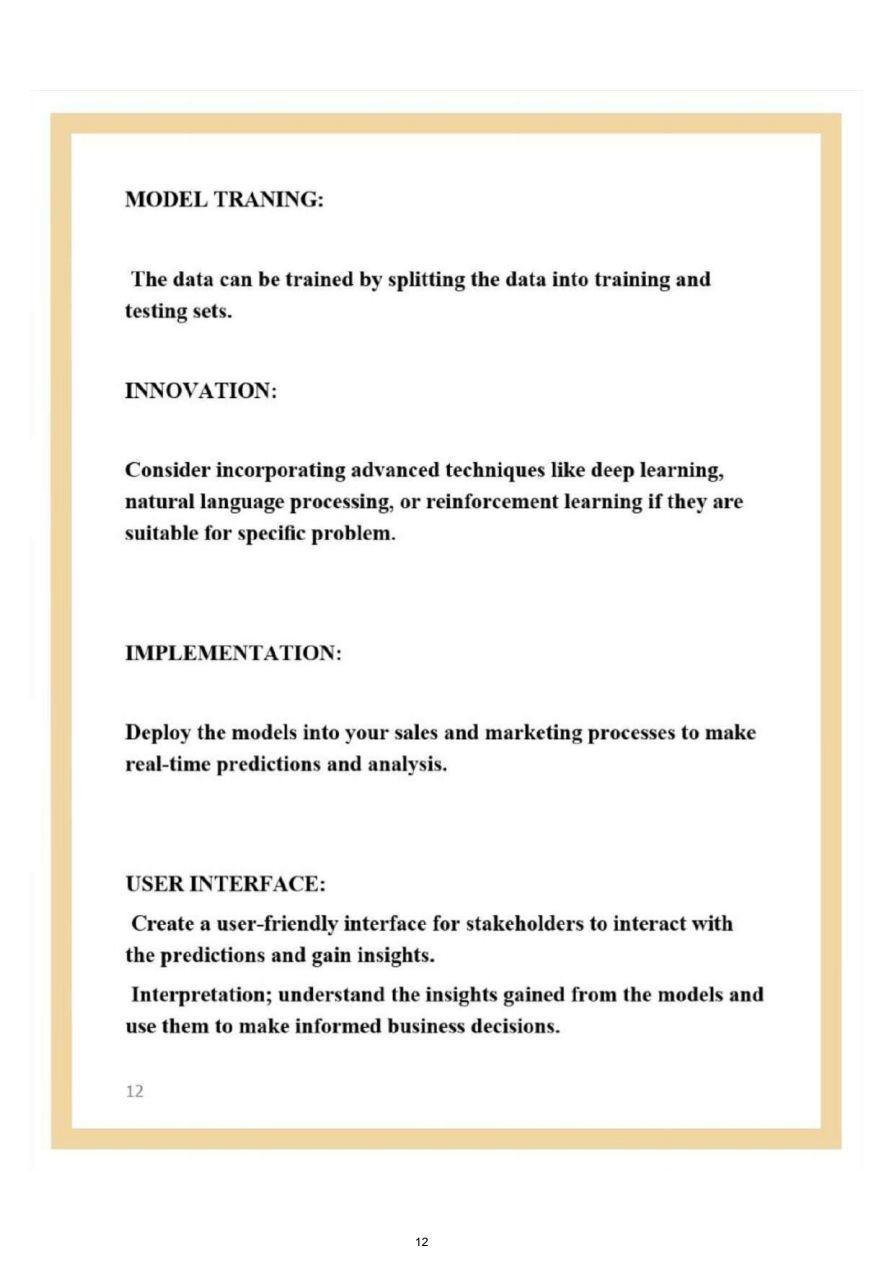 MODEL TRANING:
The data can be trained by splitting the data into training and
testing sets.
INNOVATION:
Consider incorporating advanced techniques like deep learning,
natural language processing, or reinforcement learning if they are
suitable for specific problem.
IMPLEMENTATION:
Deploy the models into your sales and marketing processes to make
real-time predictions and analysis.
USER INTERFACE:
Create a user-friendly interface for stakeholders to interact with
the predictions and gain insights.
Interpretation; understand the insights gained from the models and
use them to make informed business decisions.
12
12